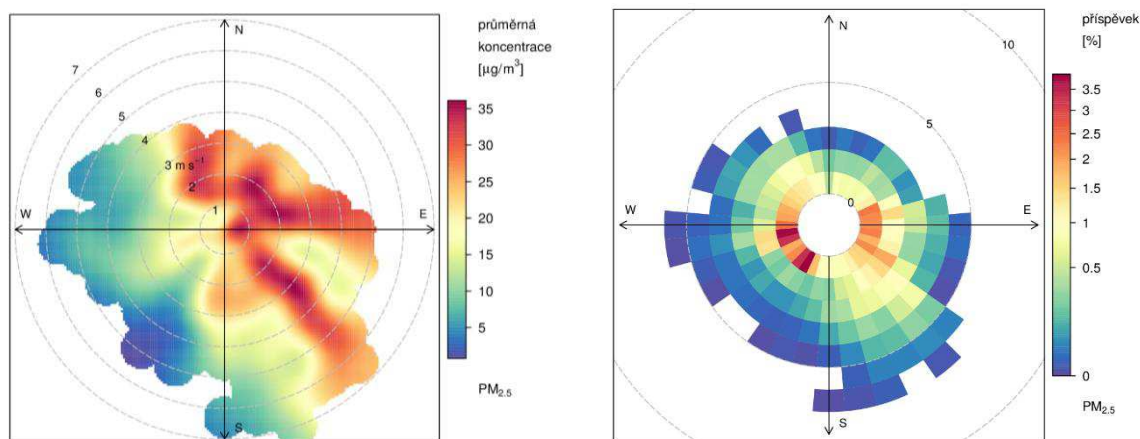 průměrná
koncentrace
[μg/m³]
N
7
6
5
4
3 m s⁻¹
2
1
W
E
S
35
30
25
20
15
10
5
PM₂.₅
příspěvek
[%]
N
10
5
0
W
E
S
3.5
3
2.5
2
1.5
1
0.5
0
PM₂.₅